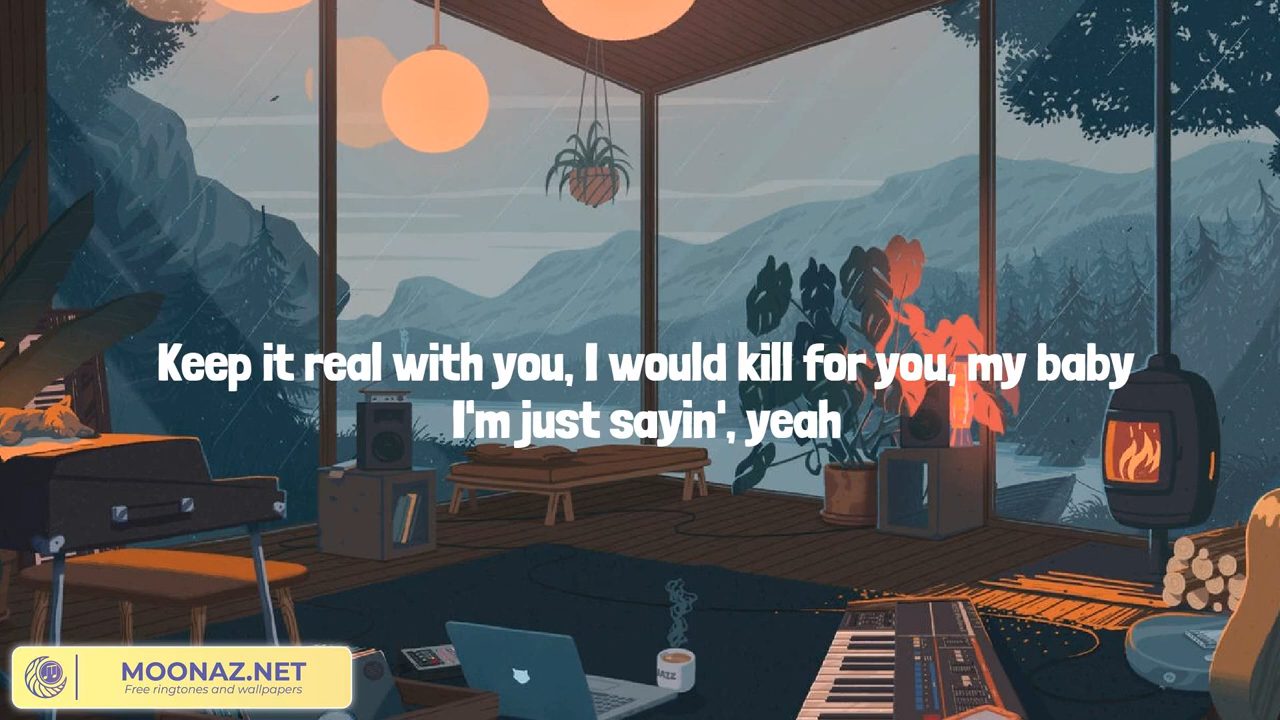 Keep it real with you, I would kill for you, my baby
I'm just sayin', yeah
JAZZ
MOONAZ.NET
Free ringtones and wallpapers